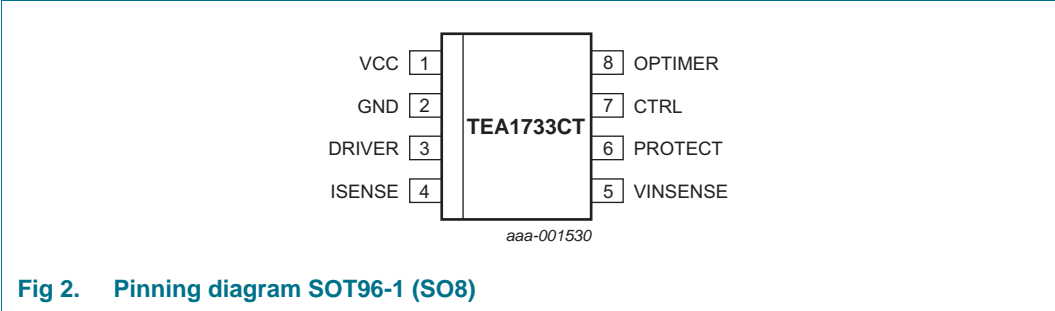 VCC 1
GND 2
DRIVER 3
ISENSE 4
TEA1733CT
8 OPTIMER
7 CTRL
6 PROTECT
5 VINSENSE
aaa-001530
Fig 2. Pinning diagram SOT96-1 (SO8)